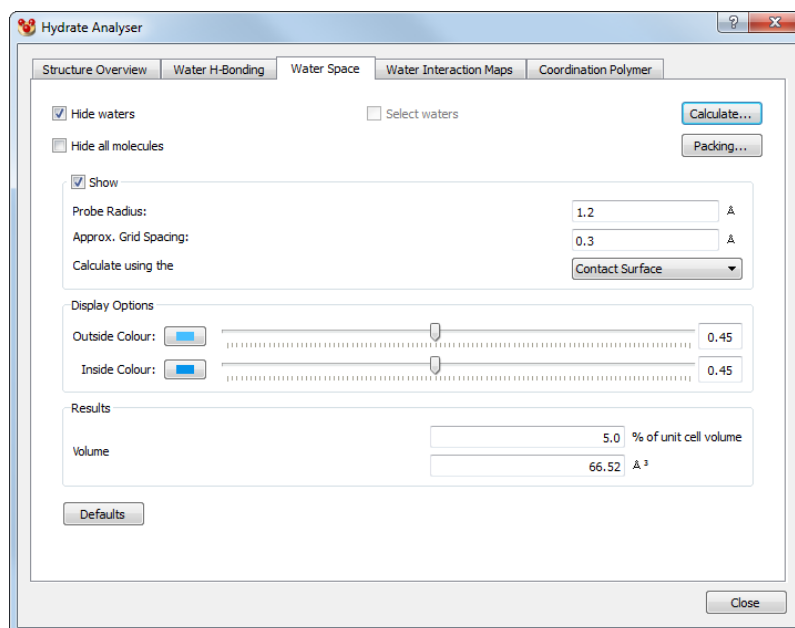 Hydrate Analyser
? X
Structure Overview Water H-Bonding Water Space Water Interaction Maps Coordination Polymer
Hide waters Select waters Calculate...
Hide all molecules Packing...
Show
Probe Radius: 1.2 Å
Approx. Grid Spacing: 0.3 Å
Calculate using the Contact Surface
Display Options
Outside Colour: 0.45
Inside Colour: 0.45
Results
5.0 % of unit cell volume
Volume
66.52 Å ³
Defaults
Close